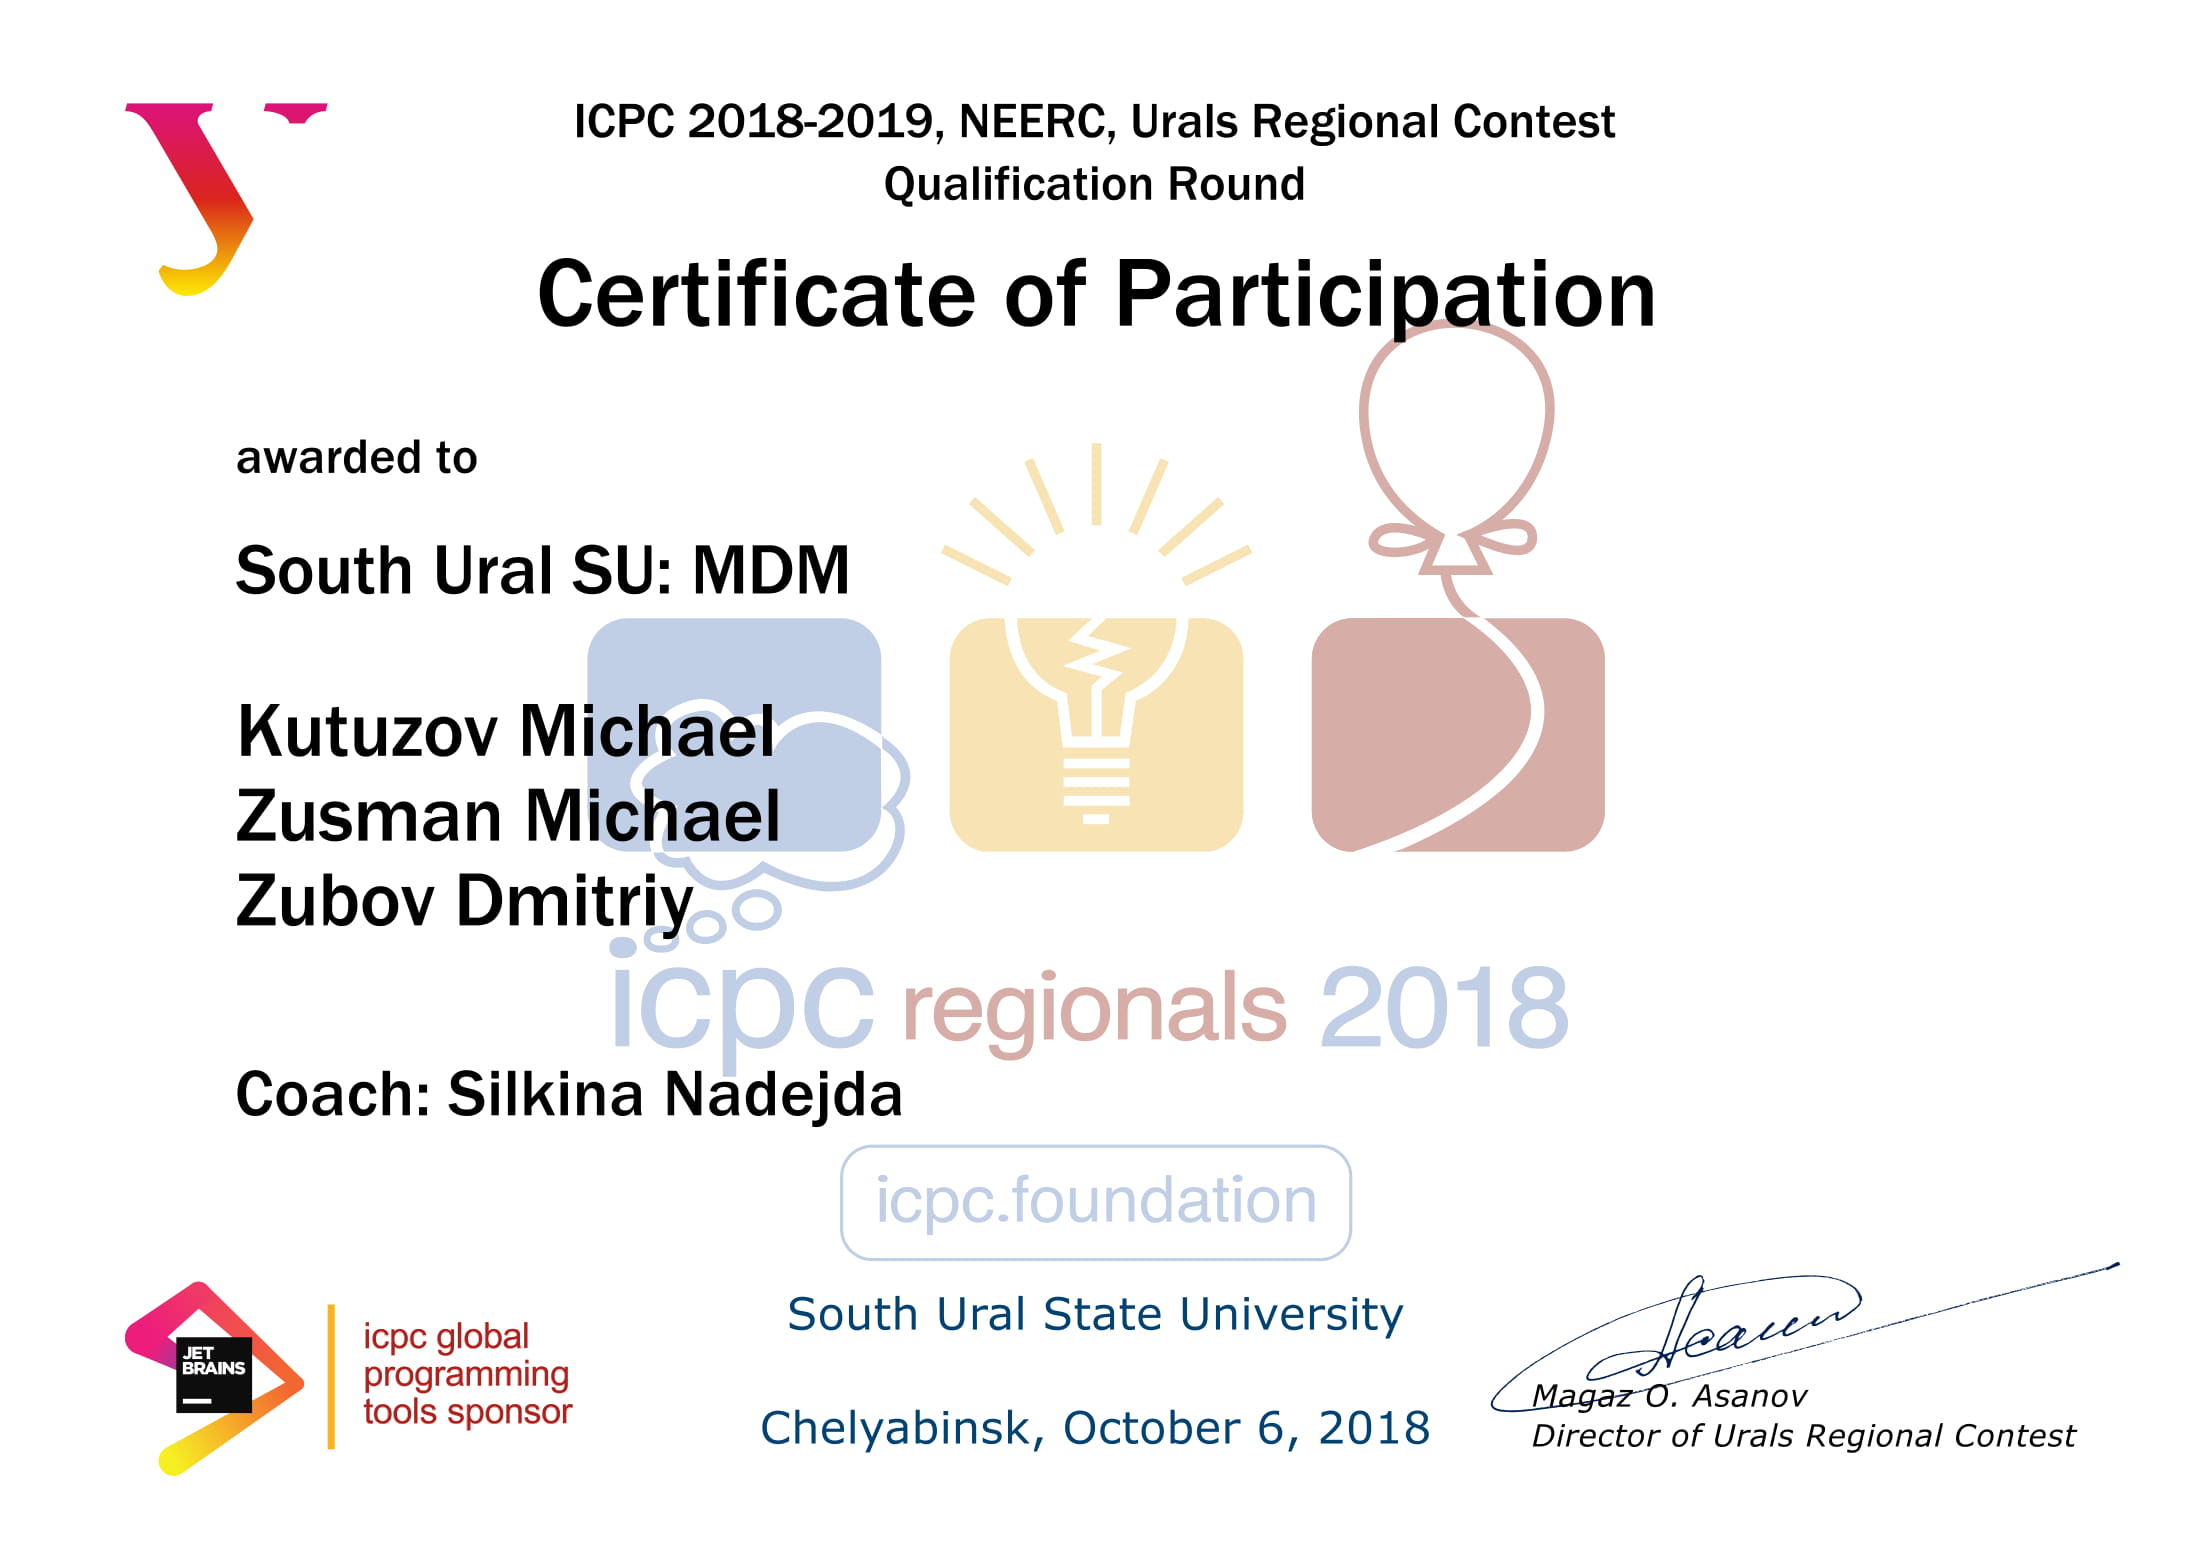 ICPC 2018-2019, NEERC, Urals Regional Contest
Qualification Round
Certificate of Participation
awarded to
South Ural SU: MDM
Kutuzov Michael
Zusman Michael
Zubov Dmitriy
icpc regionals 2018
Coach: Silkina Nadejda
icpc.foundation
South Ural State University
Chelyabinsk, October 6, 2018
JET
BRAINS
icpc global
programming
tools sponsor
Magaz O. Asanov
Director of Urals Regional Contest